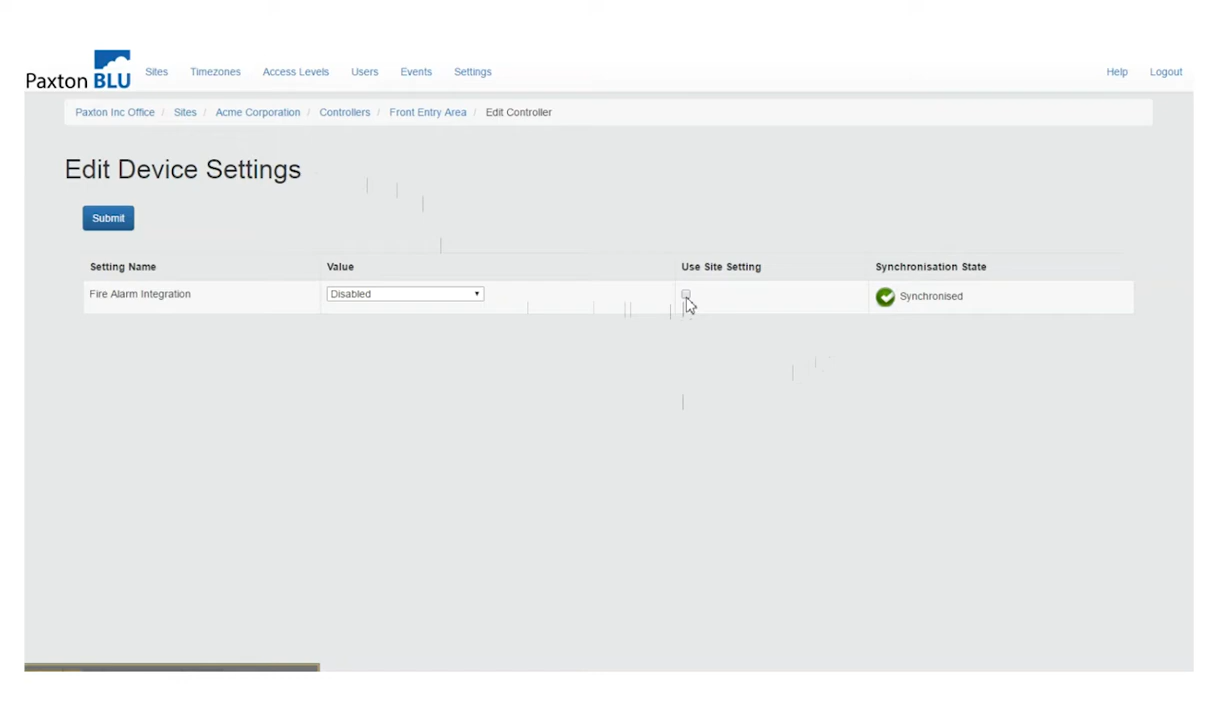 Paxton BLU
Sites Timezones Access Levels Users Events Settings Help Logout
Paxton Inc Office / Sites / Acme Corporation / Controllers / Front Entry Area / Edit Controller
Edit Device Settings
Submit
Setting Name Value Use Site Setting Synchronisation State
Fire Alarm Integration Disabled Synchronised